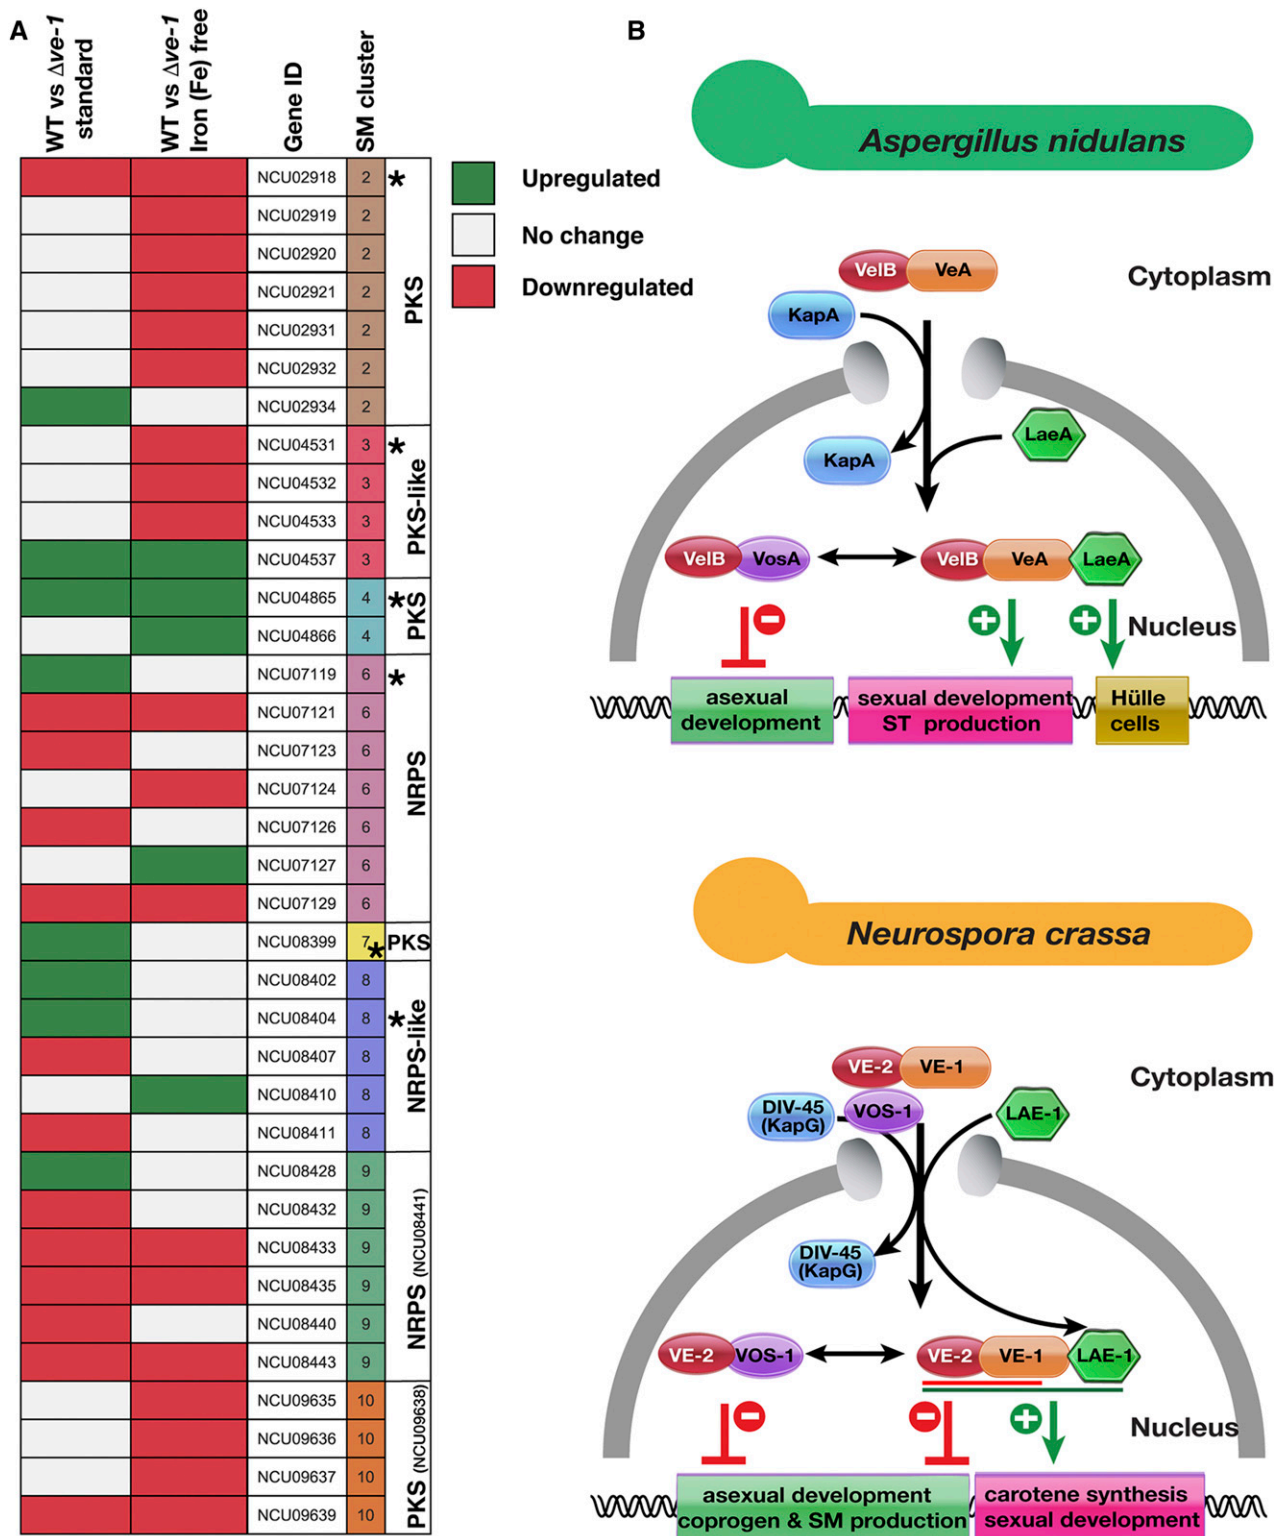 A
WT vs Δve-1
standard
WT vs Δve-1
Iron (Fe) free
Gene ID
SM cluster
NCU02918 2 *
NCU02919 2
NCU02920 2
NCU02921 2
NCU02931 2
NCU02932 2
NCU02934 2
PKS
NCU04531 3 *
NCU04532 3
NCU04533 3
NCU04537 3
PKS-like
NCU04865 4 *
NCU04866 4
PKS
NCU07119 6 *
NCU07121 6
NCU07123 6
NCU07124 6
NCU07126 6
NCU07127 6
NCU07129 6
NRPS
NCU08399 7 * PKS
NCU08402 8
NCU08404 8 *
NCU08407 8
NCU08410 8
NCU08411 8
NRPS-like
NCU08428 9
NCU08432 9
NCU08433 9
NCU08435 9
NCU08440 9
NCU08443 9
NRPS (NCU08441)
NCU09635 10
NCU09636 10
NCU09637 10
NCU09639 10
PKS (NCU09638)
Upregulated
No change
Downregulated
B
Aspergillus nidulans
VelB VeA
Cytoplasm
KapA
LaeA
KapA
VelB VosA
VelB VeA LaeA
Nucleus
asexual
development
sexual development
ST production
Hülle
cells
Neurospora crassa
VE-2 VE-1
Cytoplasm
DIV-45
(KapG)
VOS-1
LAE-1
DIV-45
(KapG)
VE-2 VOS-1
VE-2 VE-1 LAE-1
Nucleus
asexual development
coprogen & SM production
carotene synthesis
sexual development